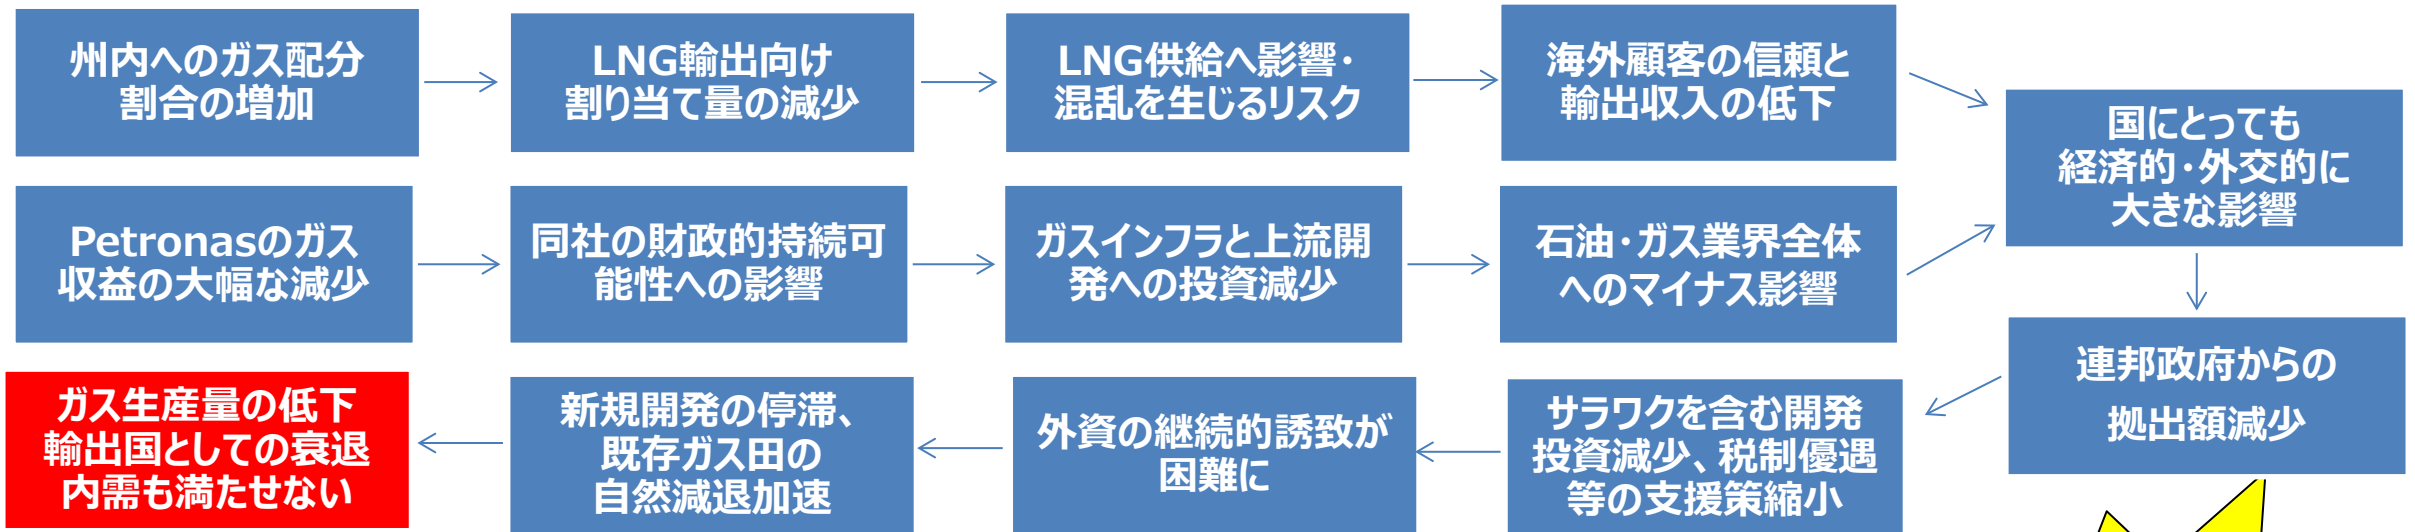 州内へのガス配分
割合の増加
LNG輸出向け
割り当て量の減少
LNG供給へ影響・
混乱を生じるリスク
海外顧客の信頼と
輸出収入の低下
国にとっても
経済的・外交的に
大きな影響
Petronasのガス
収益の大幅な減少
同社の財政的持続可
能性への影響
ガスインフラと上流開
発への投資減少
石油・ガス業界全体
へのマイナス影響
連邦政府からの
拠出額減少
サラワクを含む開発
投資減少、税制優遇
等の支援策縮小
外資の継続的誘致が
困難に
新規開発の停滞、
既存ガス田の
自然減退加速
ガス生産量の低下
輸出国としての衰退
内需も満たせない